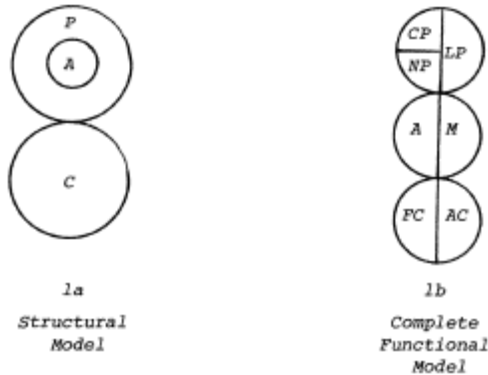 P
A
C
1a
Structural
Model
CP
LP
NP
A M
FC AC
1b
Complete
Functional
Model